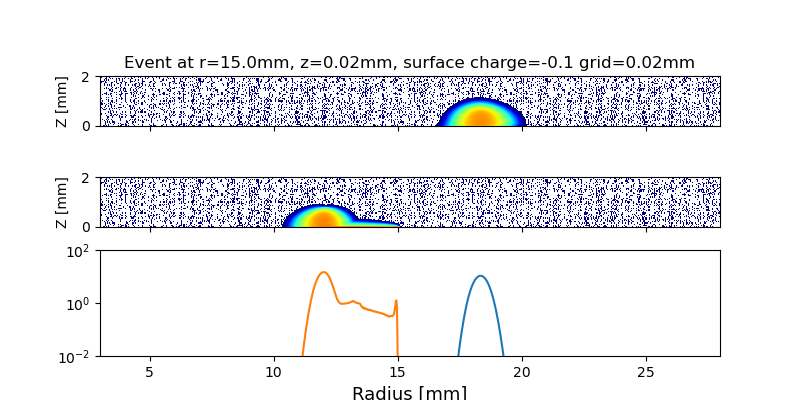 Event at r=15.0mm, z=0.02mm, surface charge=-0.1 grid=0.02mm
2
0
Z [mm]
2
0
Z [mm]
10²
10⁰
10⁻²
5 10 15 20 25
Radius [mm]